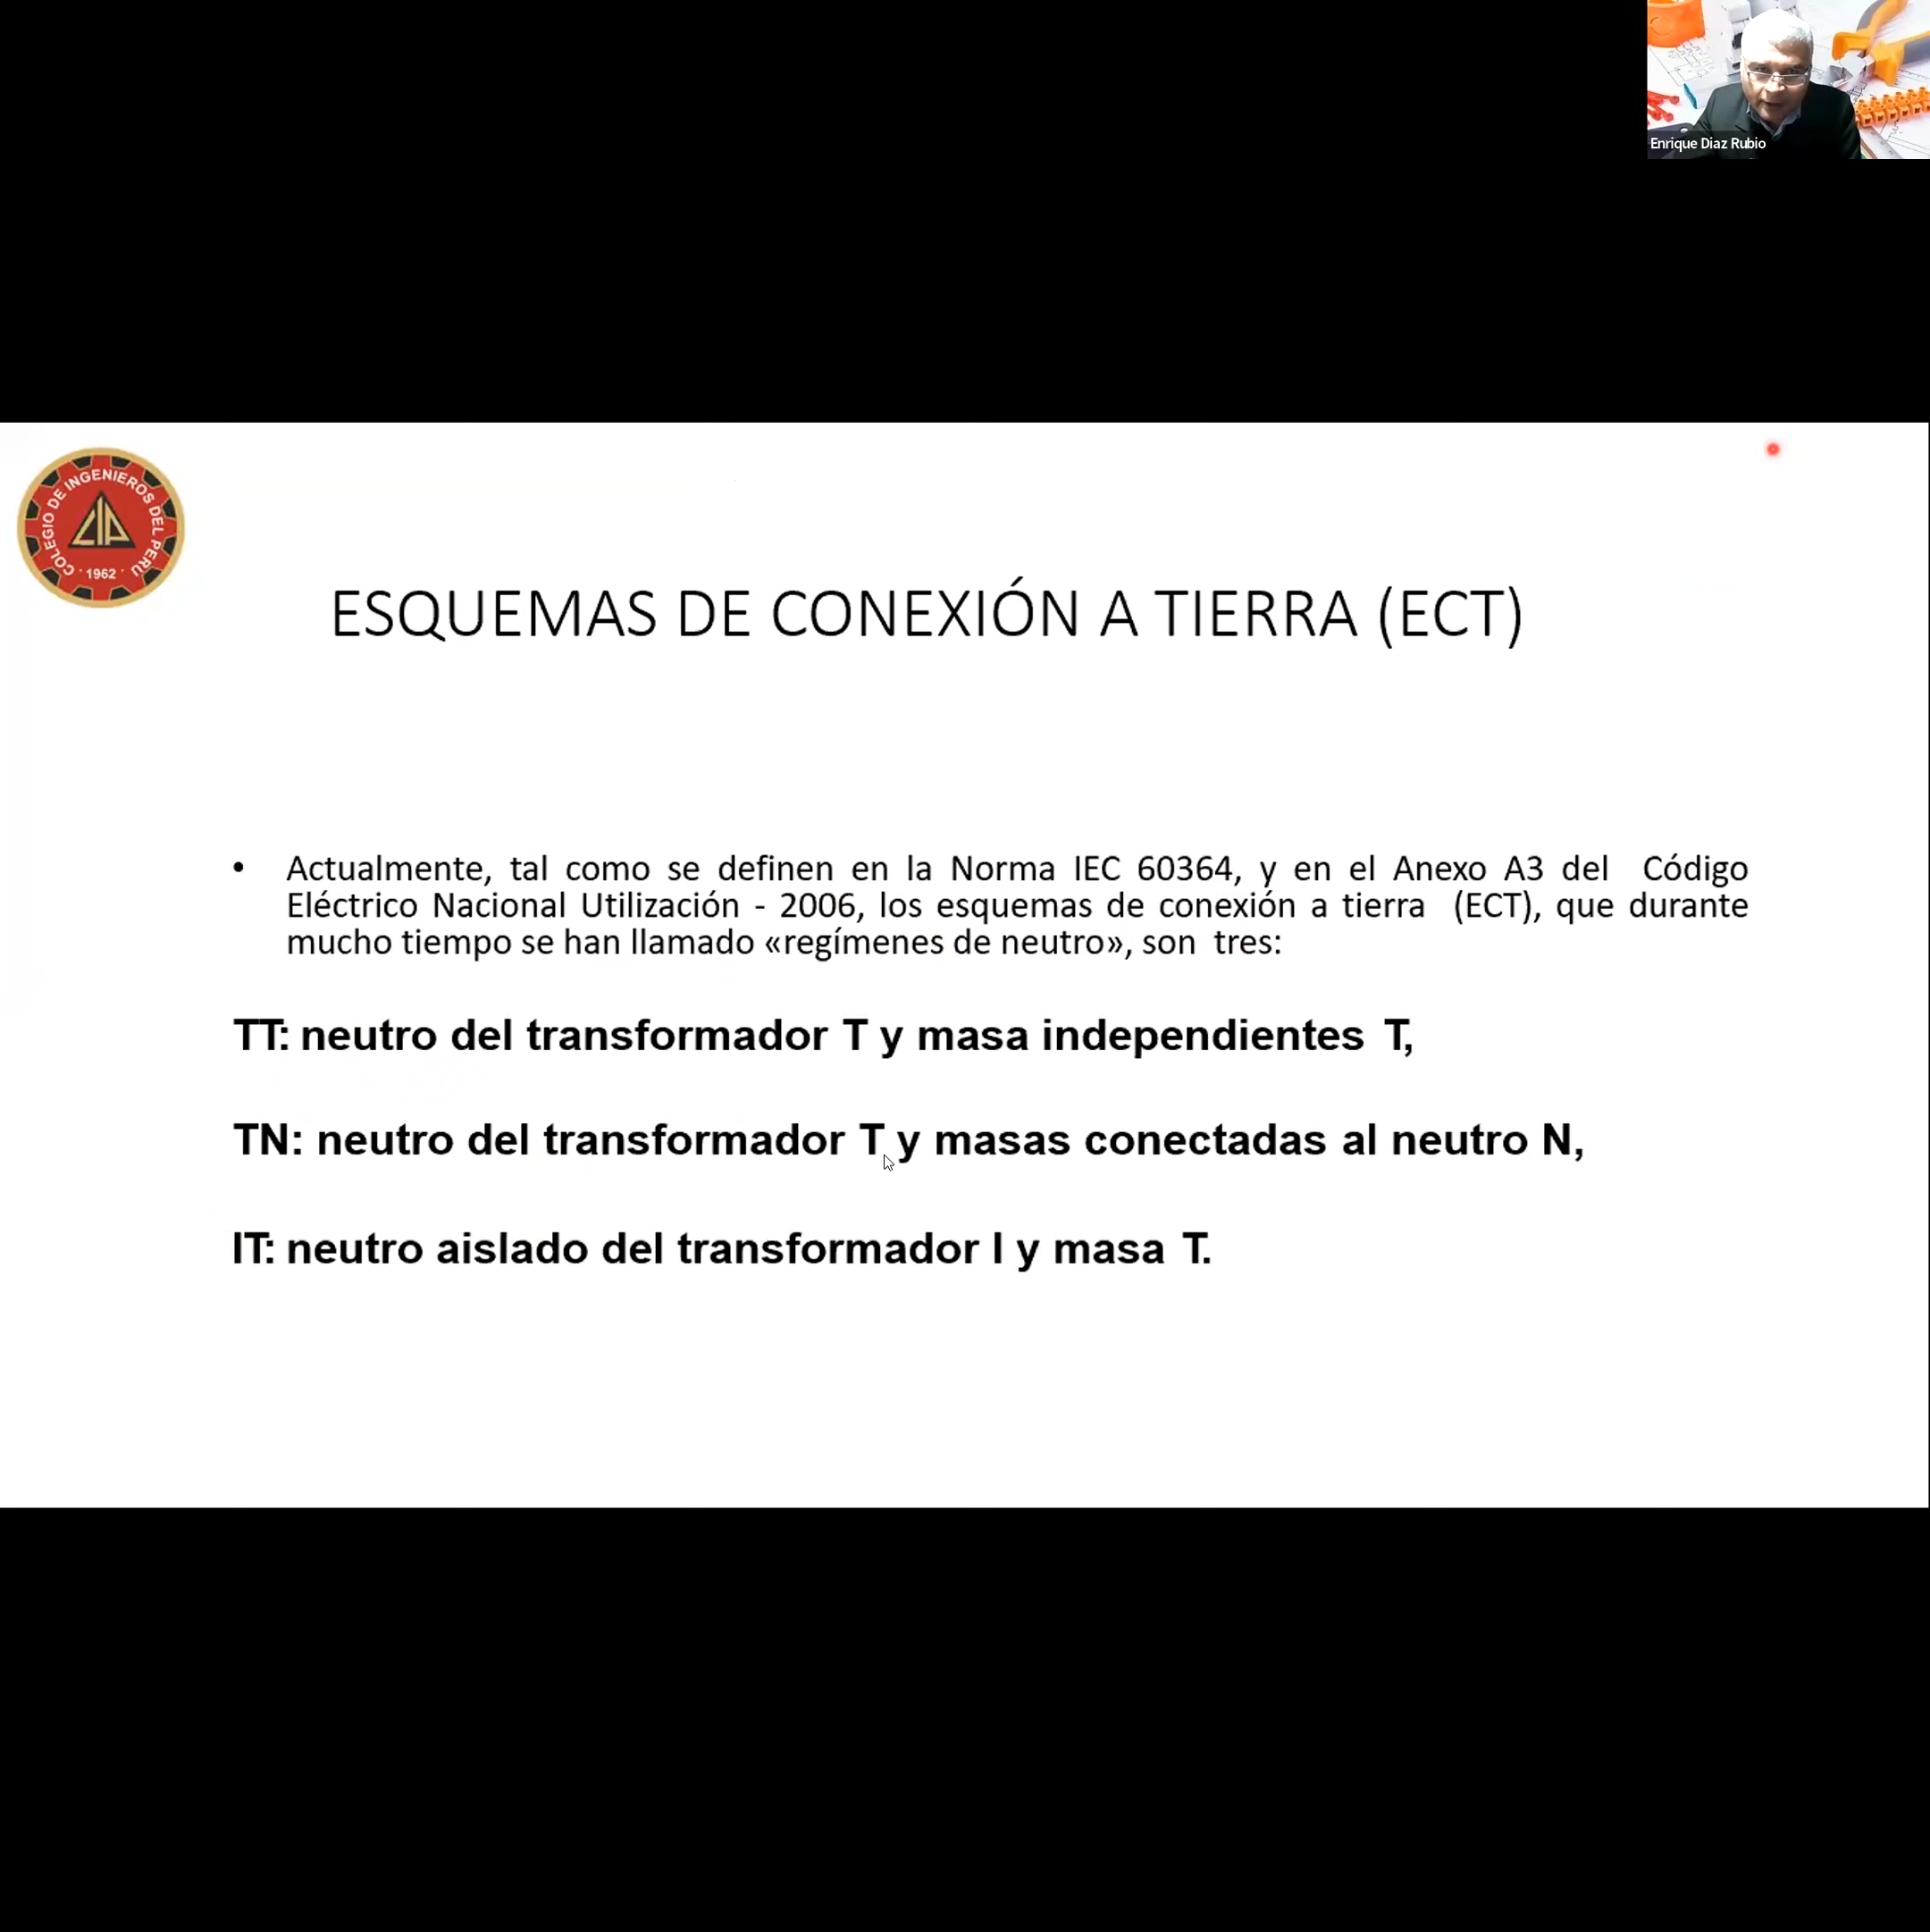 Enrique Diaz Rubio
COLEGIO DE INGENIEROS DEL PERU
CIP
· 1962 ·
ESQUEMAS DE CONEXIÓN A TIERRA (ECT)
• Actualmente, tal como se definen en la Norma IEC 60364, y en el Anexo A3 del Código
Eléctrico Nacional Utilización - 2006, los esquemas de conexión a tierra (ECT), que durante
mucho tiempo se han llamado «regímenes de neutro», son tres:
TT: neutro del transformador T y masa independientes T,
TN: neutro del transformador T y masas conectadas al neutro N,
IT: neutro aislado del transformador I y masa T.